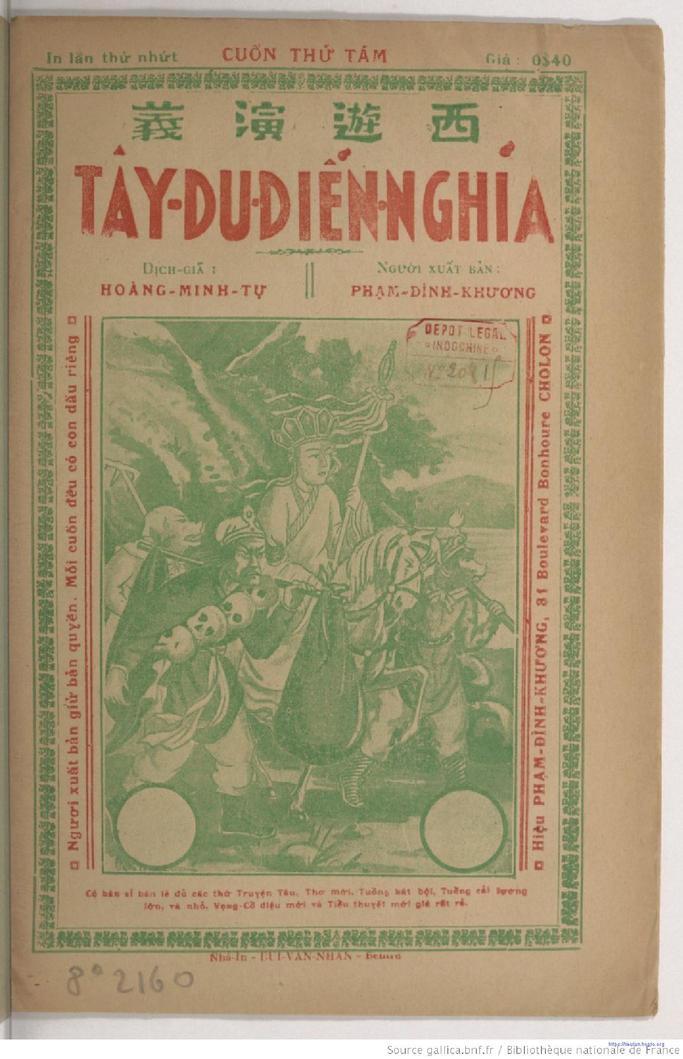 In lần thứ nhứt CUỐN THỨ TÁM Giá : 0$40
義演遊西
TÂY-DU-DIỄN-NGHĨA
DỊCH-GIẢ :
HOÀNG-MINH-TỰ
NGƯỜI XUẤT BẢN :
PHẠM-ĐÌNH-KHƯƠNG
Người xuất bản giữ bản quyền. Mỗi cuốn đều có con dấu riêng
DEPOT LEGAL
INDOCHINE
Hiệu PHẠM-ĐÌNH-KHƯƠNG, 31 Boulevard Bonhoure CHOLON
Có bán sỉ bán lẻ đủ các thứ Truyện Tàu, Thơ mới, Tuồng hát bội, Tuồng cải lương
lớn, và nhỏ, Vọng-Cổ điệu mới và Tiểu thuyết mới giá rất rẻ.
Nhà-In - BUI-VAN-NHAN - Bentre
8° 2160
Source gallica.bnf.fr / Bibliothèque nationale de France